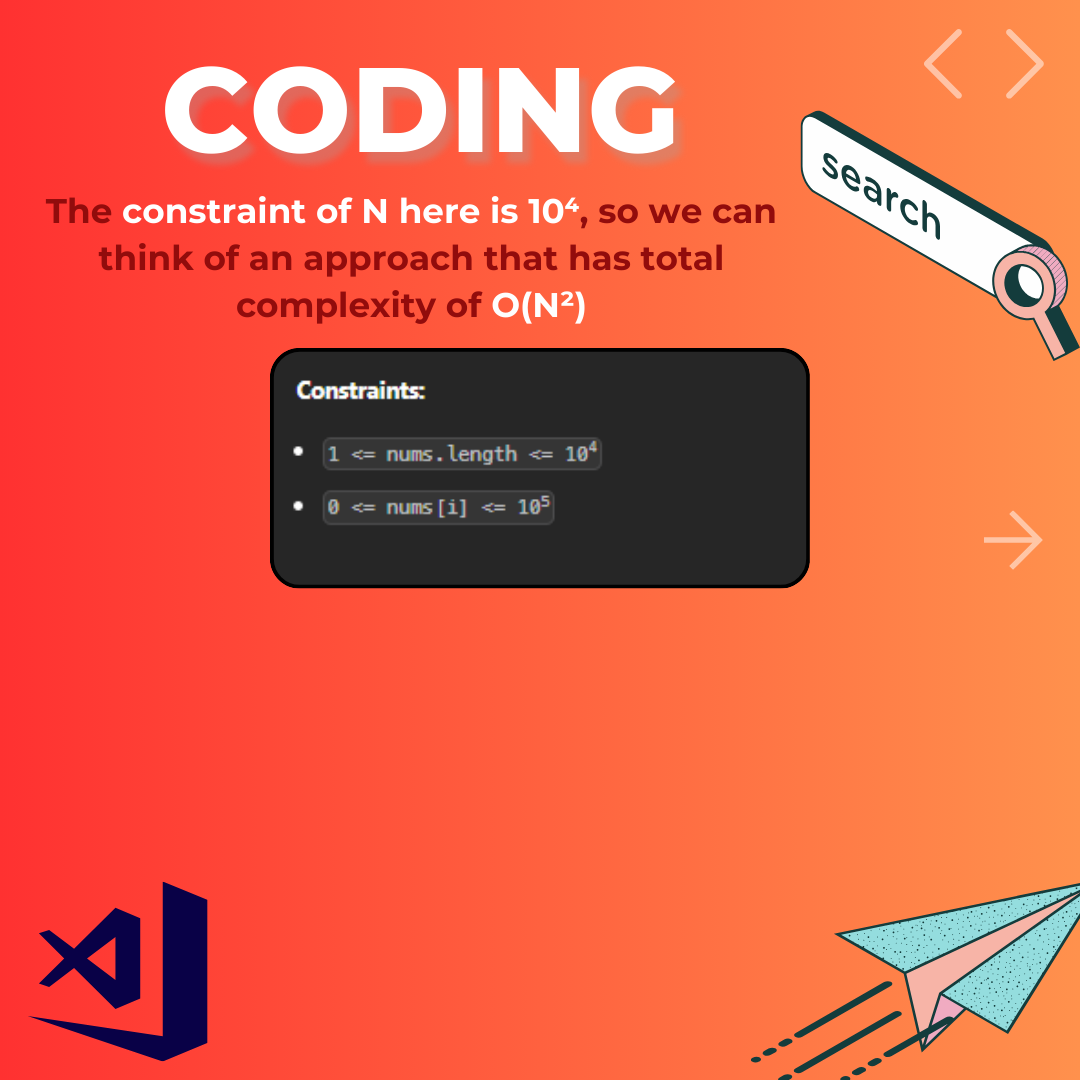 CODING
search
The constraint of N here is 10⁴, so we can
think of an approach that has total
complexity of O(N²)
Constraints:
1 <= nums.length <= 10⁴
0 <= nums[i] <= 10⁵